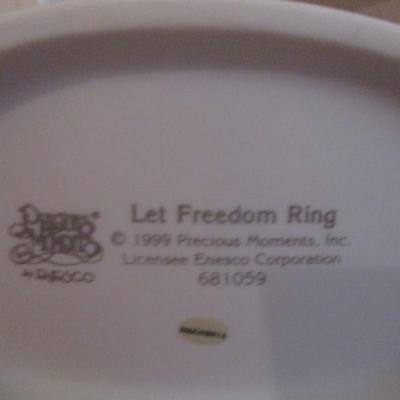 Precious Moments
by Enesco
Let Freedom Ring
© 1999 Precious Moments, Inc.
Licensee Enesco Corporation
681059